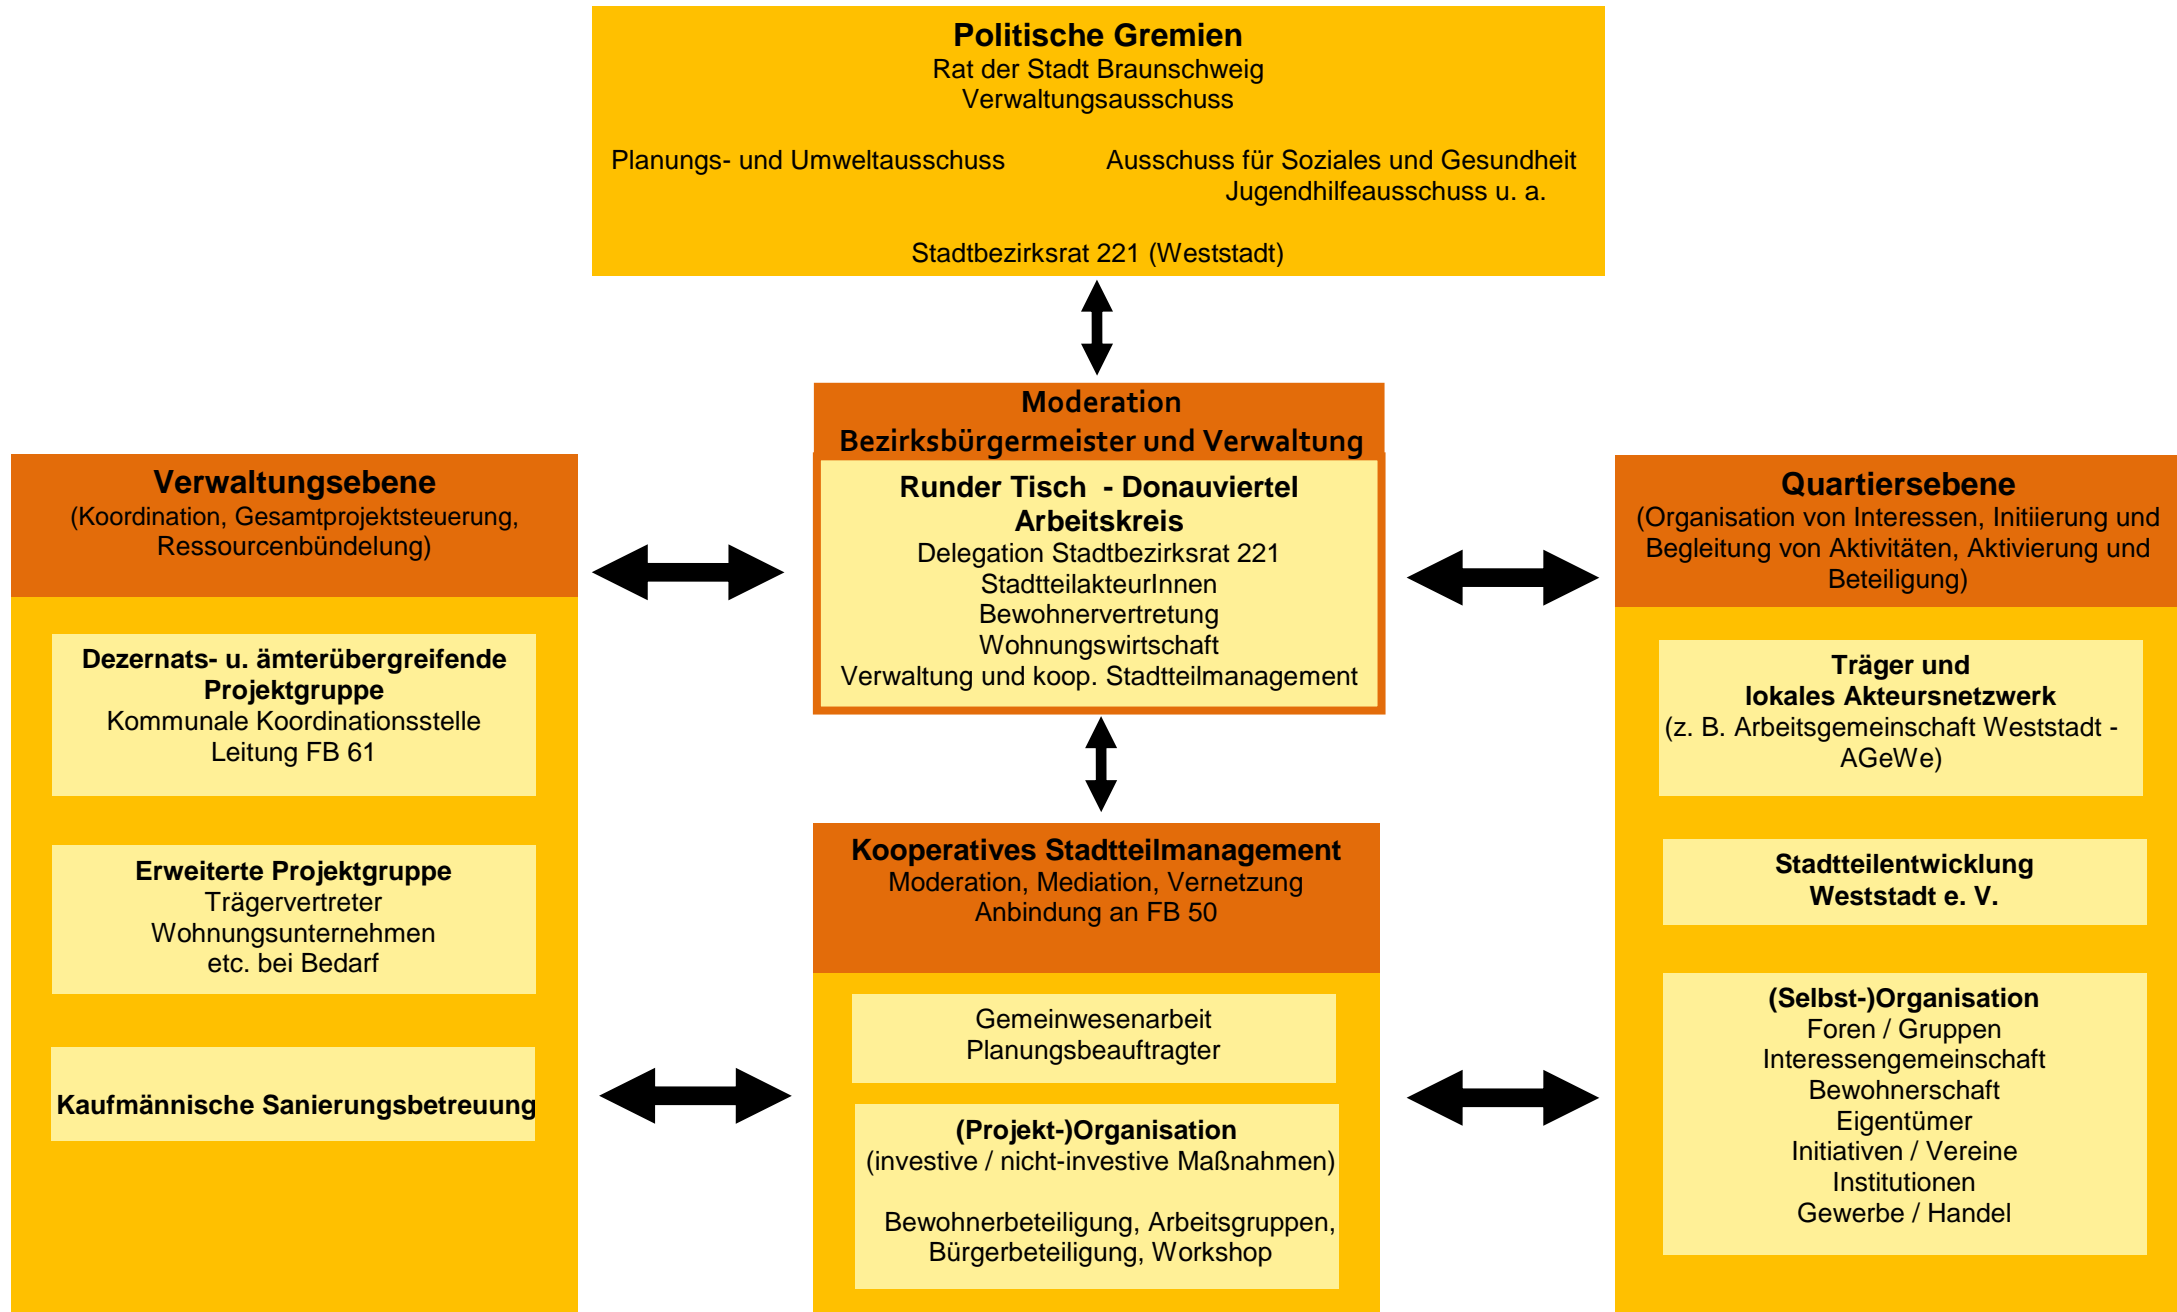 Politische Gremien
Rat der Stadt Braunschweig
Verwaltungsausschuss
Planungs- und Umweltausschuss
Ausschuss für Soziales und Gesundheit
Jugendhilfeausschuss u. a.
Stadtbezirksrat 221 (Weststadt)
Moderation
Bezirksbürgermeister und Verwaltung
Runder Tisch - Donauviertel
Arbeitskreis
Delegation Stadtbezirksrat 221
StadtteilakteurInnen
Bewohnervertretung
Wohnungswirtschaft
Verwaltung und koop. Stadtteilmanagement
Verwaltungsebene
(Koordination, Gesamtprojektsteuerung,
Ressourcenbündelung)
Dezernats- u. ämterübergreifende
Projektgruppe
Kommunale Koordinationsstelle
Leitung FB 61
Erweiterte Projektgruppe
Trägervertreter
Wohnungsunternehmen
etc. bei Bedarf
Kaufmännische Sanierungsbetreuung
Kooperatives Stadtteilmanagement
Moderation, Mediation, Vernetzung
Anbindung an FB 50
Gemeinwesenarbeit
Planungsbeauftragter
(Projekt-)Organisation
(investive / nicht-investive Maßnahmen)
Bewohnerbeteiligung, Arbeitsgruppen,
Bürgerbeteiligung, Workshop
Quartiersebene
(Organisation von Interessen, Initiierung und
Begleitung von Aktivitäten, Aktivierung und
Beteiligung)
Träger und
lokales Akteursnetzwerk
(z. B. Arbeitsgemeinschaft Weststadt -
AGeWe)
Stadtteilentwicklung
Weststadt e. V.
(Selbst-)Organisation
Foren / Gruppen
Interessengemeinschaft
Bewohnerschaft
Eigentümer
Initiativen / Vereine
Institutionen
Gewerbe / Handel